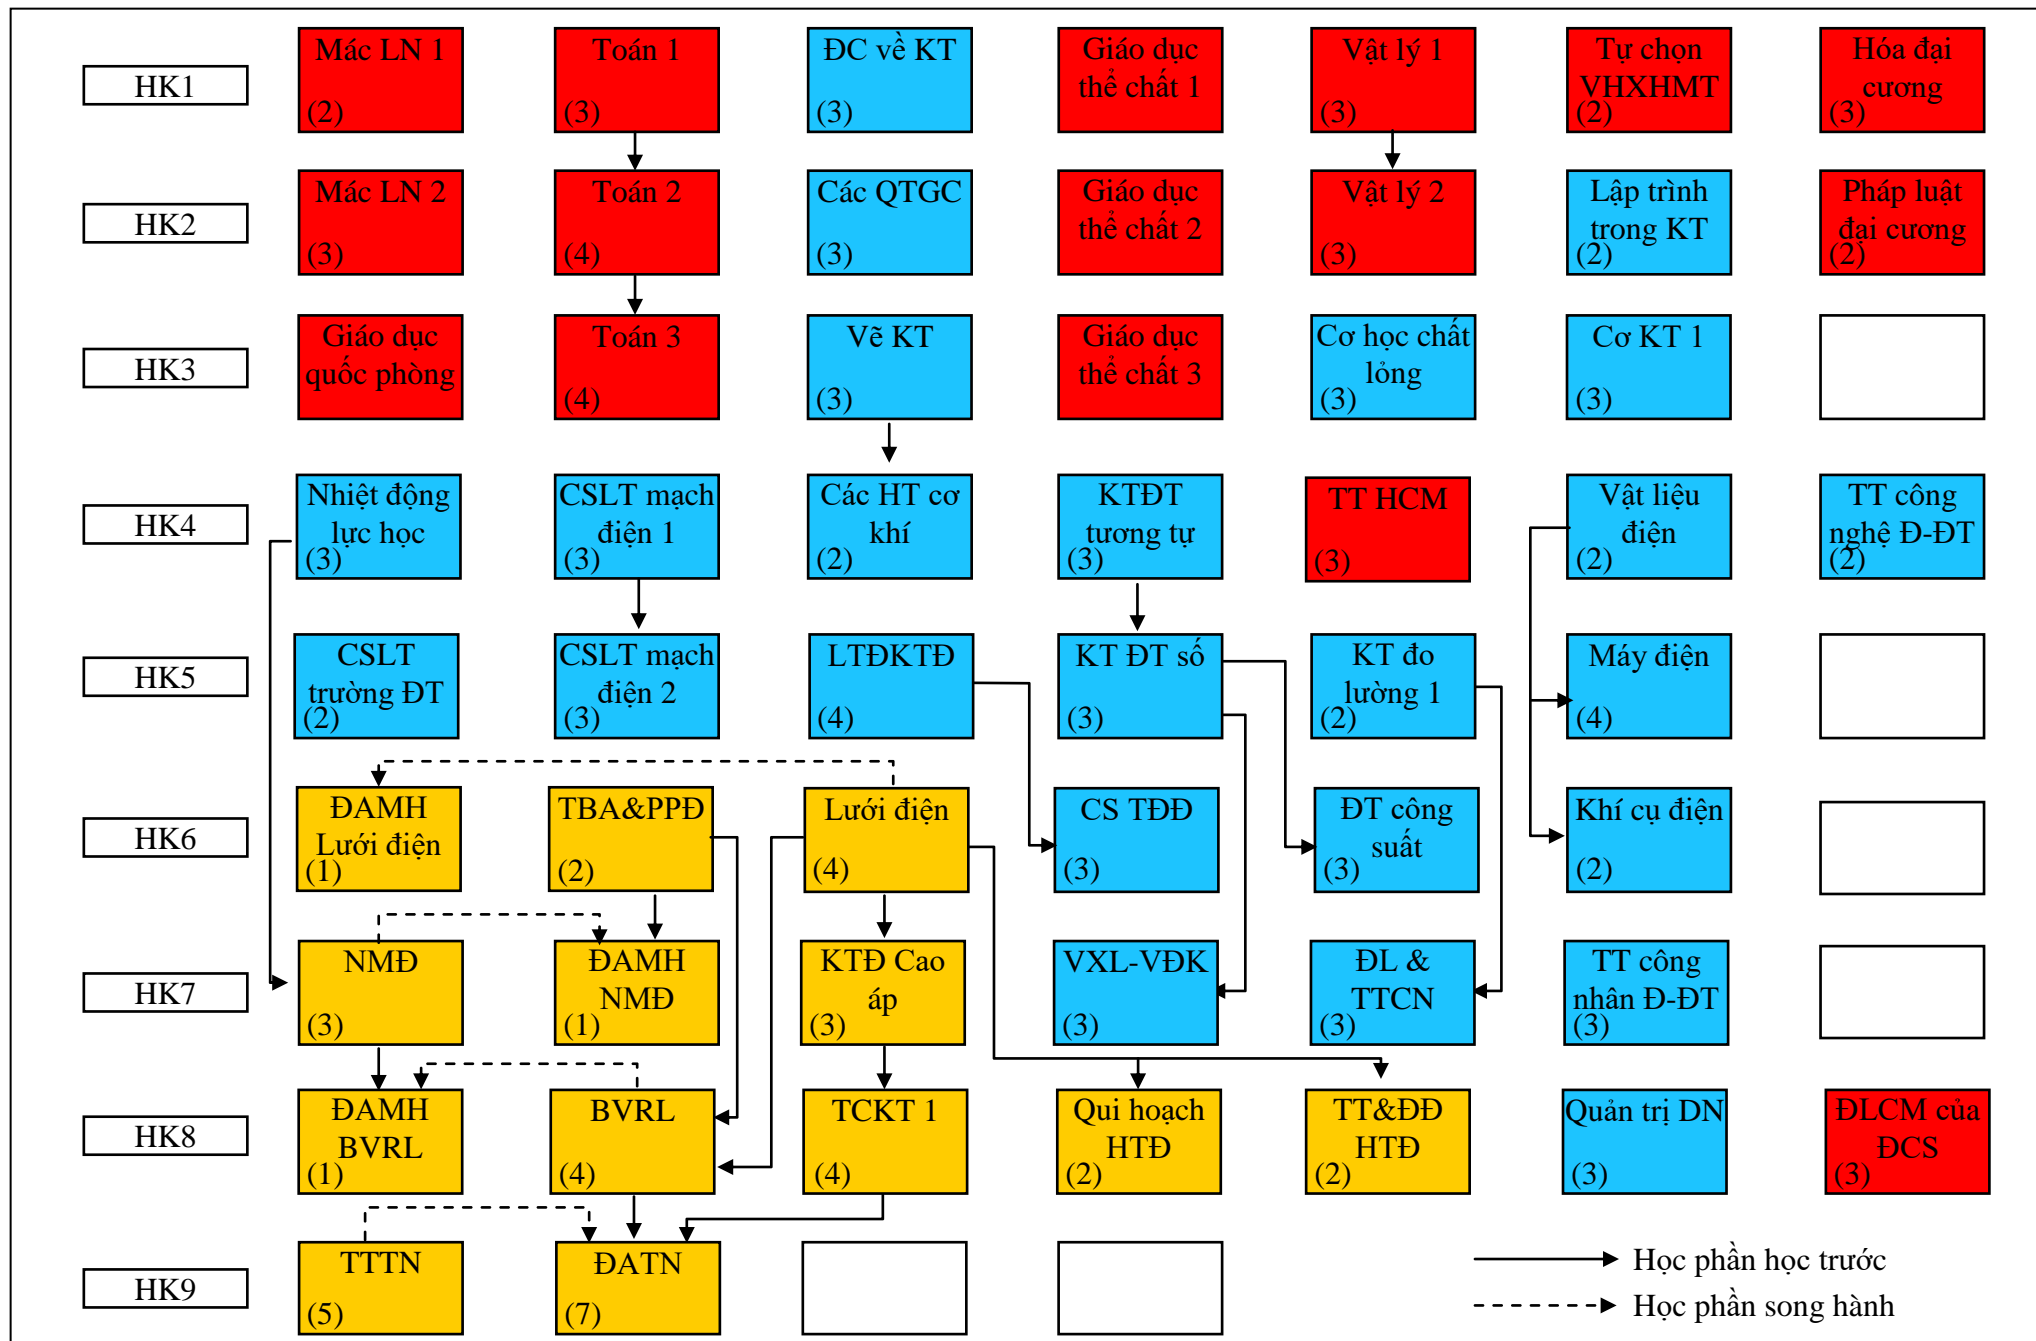 HK1
Mác LN 1
(2)
Toán 1
(3)
ĐC về KT
(3)
Giáo dục
thể chất 1
Vật lý 1
(3)
Tự chọn
VHXHMT
(2)
Hóa đại
cương
(3)
HK2
Mác LN 2
(3)
Toán 2
(4)
Các QTGC
(3)
Giáo dục
thể chất 2
Vật lý 2
(3)
Lập trình
trong KT
(2)
Pháp luật
đại cương
(2)
HK3
Giáo dục
quốc phòng
Toán 3
(4)
Vẽ KT
(3)
Giáo dục
thể chất 3
Cơ học chất
lỏng
(3)
Cơ KT 1
(3)
HK4
Nhiệt động
lực học
(3)
CSLT mạch
điện 1
(3)
Các HT cơ
khí
(2)
KTĐT
tương tự
(3)
TT HCM
(3)
Vật liệu
điện
(2)
TT công
nghệ Đ-ĐT
(2)
HK5
CSLT
trường ĐT
(2)
CSLT mạch
điện 2
(3)
LTĐKTĐ
(4)
KT ĐT số
(3)
KT đo
lường 1
(2)
Máy điện
(4)
HK6
ĐAMH
Lưới điện
(1)
TBA&PPĐ
(2)
Lưới điện
(4)
CS TĐĐ
(3)
ĐT công
suất
(3)
Khí cụ điện
(2)
HK7
NMĐ
(3)
ĐAMH
NMĐ
(1)
KTĐ Cao
áp
(3)
VXL-VĐK
(3)
ĐL &
TTCN
(3)
TT công
nhân Đ-ĐT
(3)
HK8
ĐAMH
BVRL
(1)
BVRL
(4)
TCKT 1
(4)
Qui hoạch
HTĐ
(2)
TT&ĐĐ
HTĐ
(2)
Quản trị DN
(3)
ĐLCM của
ĐCS
(3)
HK9
TTTN
(5)
ĐATN
(7)
Học phần học trước
Học phần song hành